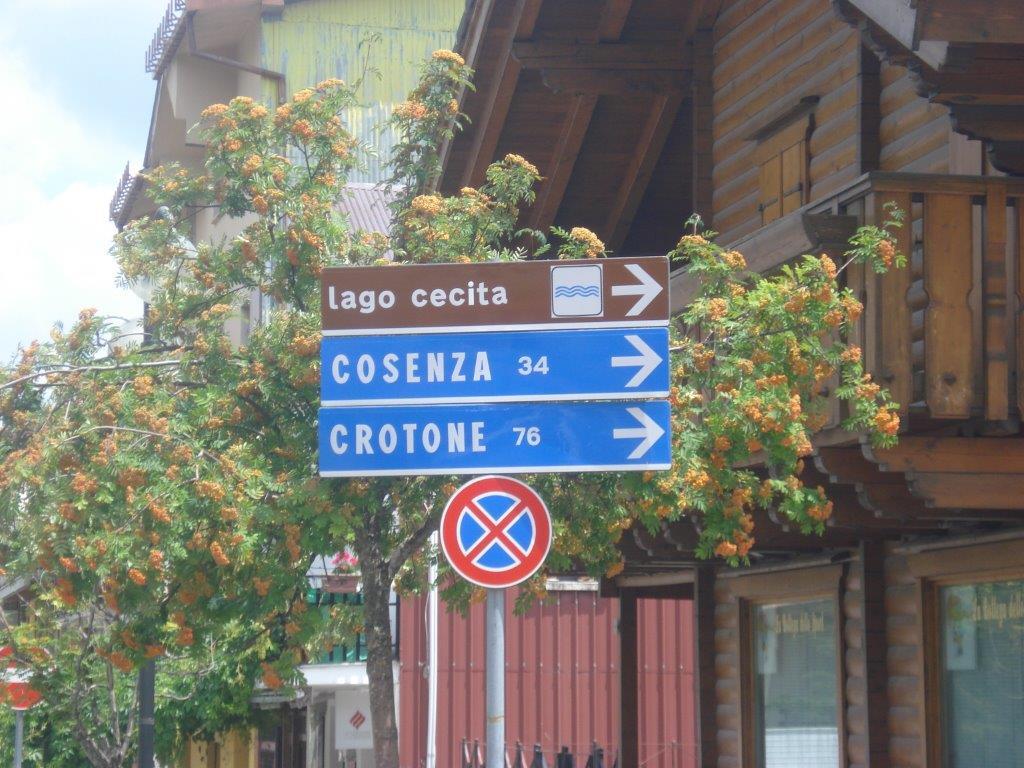 lago cecita
COSENZA 34
CROTONE 76